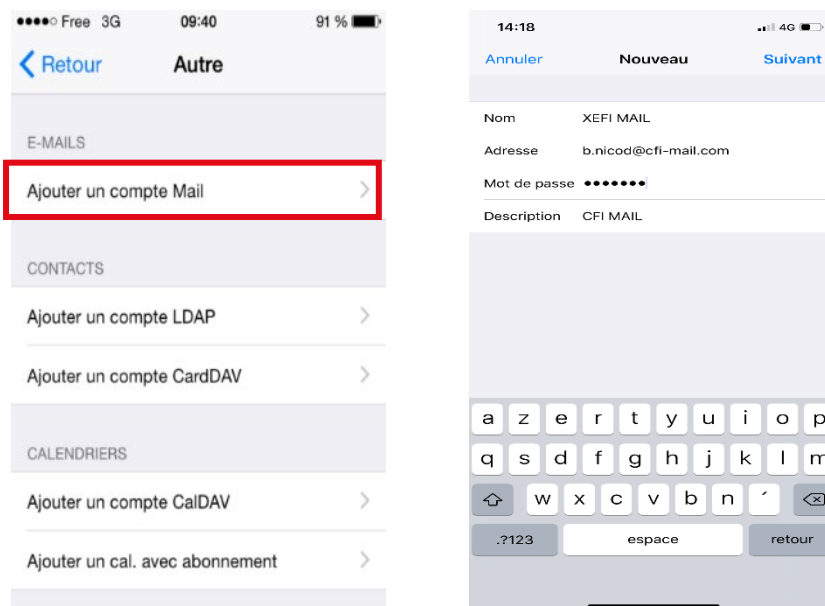 Free 3G 09:40 91 %
Retour Autre
E-MAILS
Ajouter un compte Mail
CONTACTS
Ajouter un compte LDAP
Ajouter un compte CardDAV
CALENDRIERS
Ajouter un compte CalDAV
Ajouter un cal. avec abonnement
14:18 4G
Annuler Nouveau Suivant
Nom XEFI MAIL
Adresse b.nicod@cfi-mail.com
Mot de passe •••••••
Description CFI MAIL
a z e r t y u i o p
q s d f g h j k l m
w x c v b n ´
.?123 espace retour